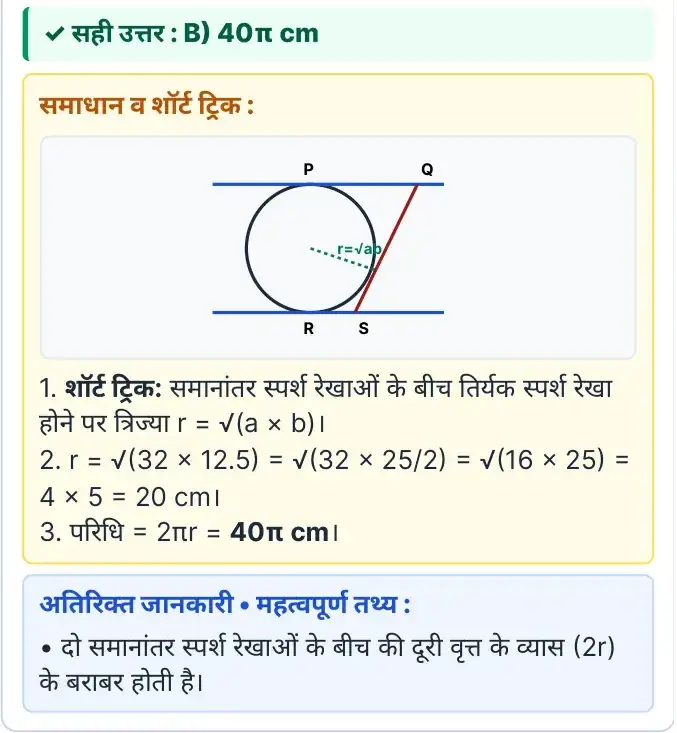 ✔ सही उत्तर : B) 40π cm
समाधान व शॉर्ट ट्रिक :
P Q
r=√ab
R S
1. शॉर्ट ट्रिक: समानांतर स्पर्श रेखाओं के बीच तिर्यक स्पर्श रेखा
होने पर त्रिज्या r = √(a × b)।
2. r = √(32 × 12.5) = √(32 × 25/2) = √(16 × 25) =
4 × 5 = 20 cm।
3. परिधि = 2πr = 40π cm।
अतिरिक्त जानकारी • महत्वपूर्ण तथ्य :
• दो समानांतर स्पर्श रेखाओं के बीच की दूरी वृत्त के व्यास (2r)
के बराबर होती है।